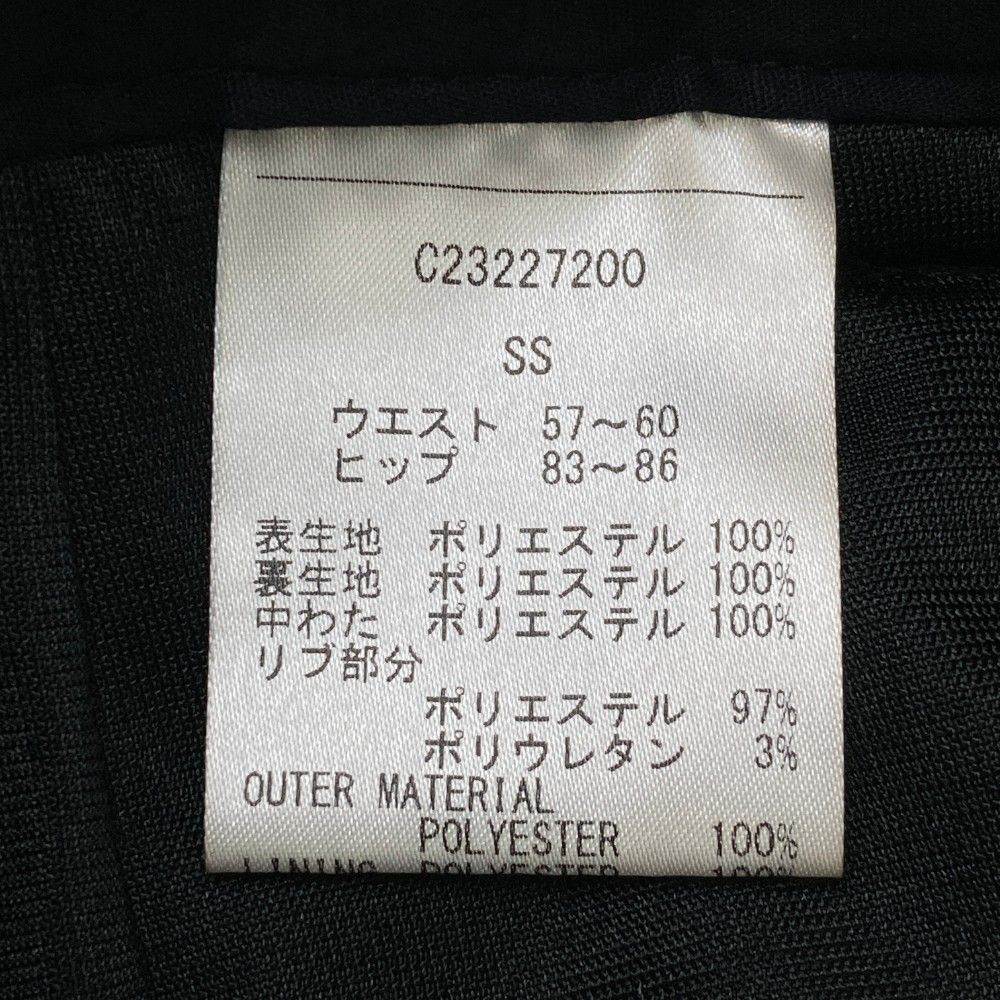 C23227200
SS
ウエスト 57～60
ヒップ 83～86
表生地 ポリエステル 100%
裏生地 ポリエステル 100%
中わた ポリエステル 100%
リブ部分
ポリエステル 97%
ポリウレタン 3%
OUTER MATERIAL
POLYESTER 100%
LINING POLYESTER 100%